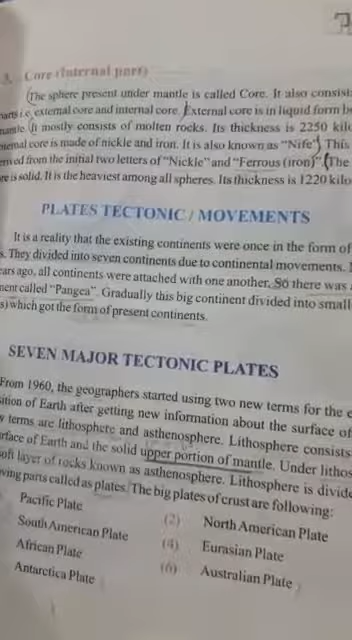 3. Core (Internal part)
The sphere present under mantle is called Core. It also consists
parts i.e. external core and internal core. External core is in liquid form
mantle. It mostly consists of molten rocks. Its thickness is 2250
internal core is made of nickle and iron. It is also known as "Nife". This
from the initial two letters of "Nickle" and "Ferrous (iron)". The
is solid. It is the heaviest among all spheres. Its thickness is 1220
PLATES TECTONIC / MOVEMENTS
It is a reality that the existing continents were once in the form of
They divided into seven continents due to continental movements.
ears ago, all continents were attached with one another. So there was
nent called "Pangea". Gradually this big continent divided into small
s) which got the form of present continents.
SEVEN MAJOR TECTONIC PLATES
From 1960, the geographers started using two new terms for the
sition of Earth after getting new information about the surface of
w terms are lithosphere and asthenosphere. Lithosphere consists
rface of Earth and the solid upper portion of mantle. Under lithos
soft layer of rocks known as asthenosphere. Lithosphere is divide
ving parts called as plates. The big plates of crust are following:
Pacific Plate (2) North American Plate
South American Plate (4) Eurasian Plate
African Plate (6) Australian Plate
Antarctica Plate